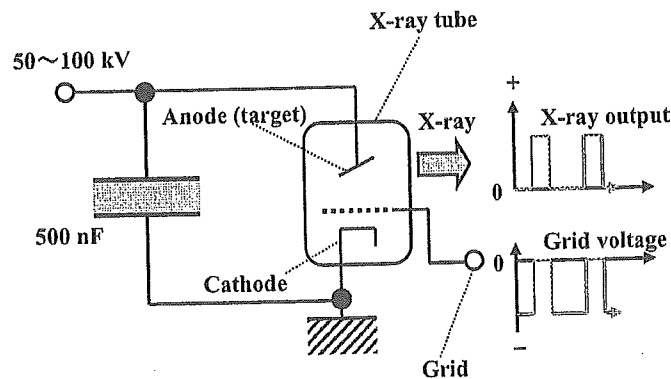 X-ray tube
50～100 kV
Anode (target)
X-ray
+
X-ray output
0
500 nF
Cathode
0
Grid voltage
−
Grid